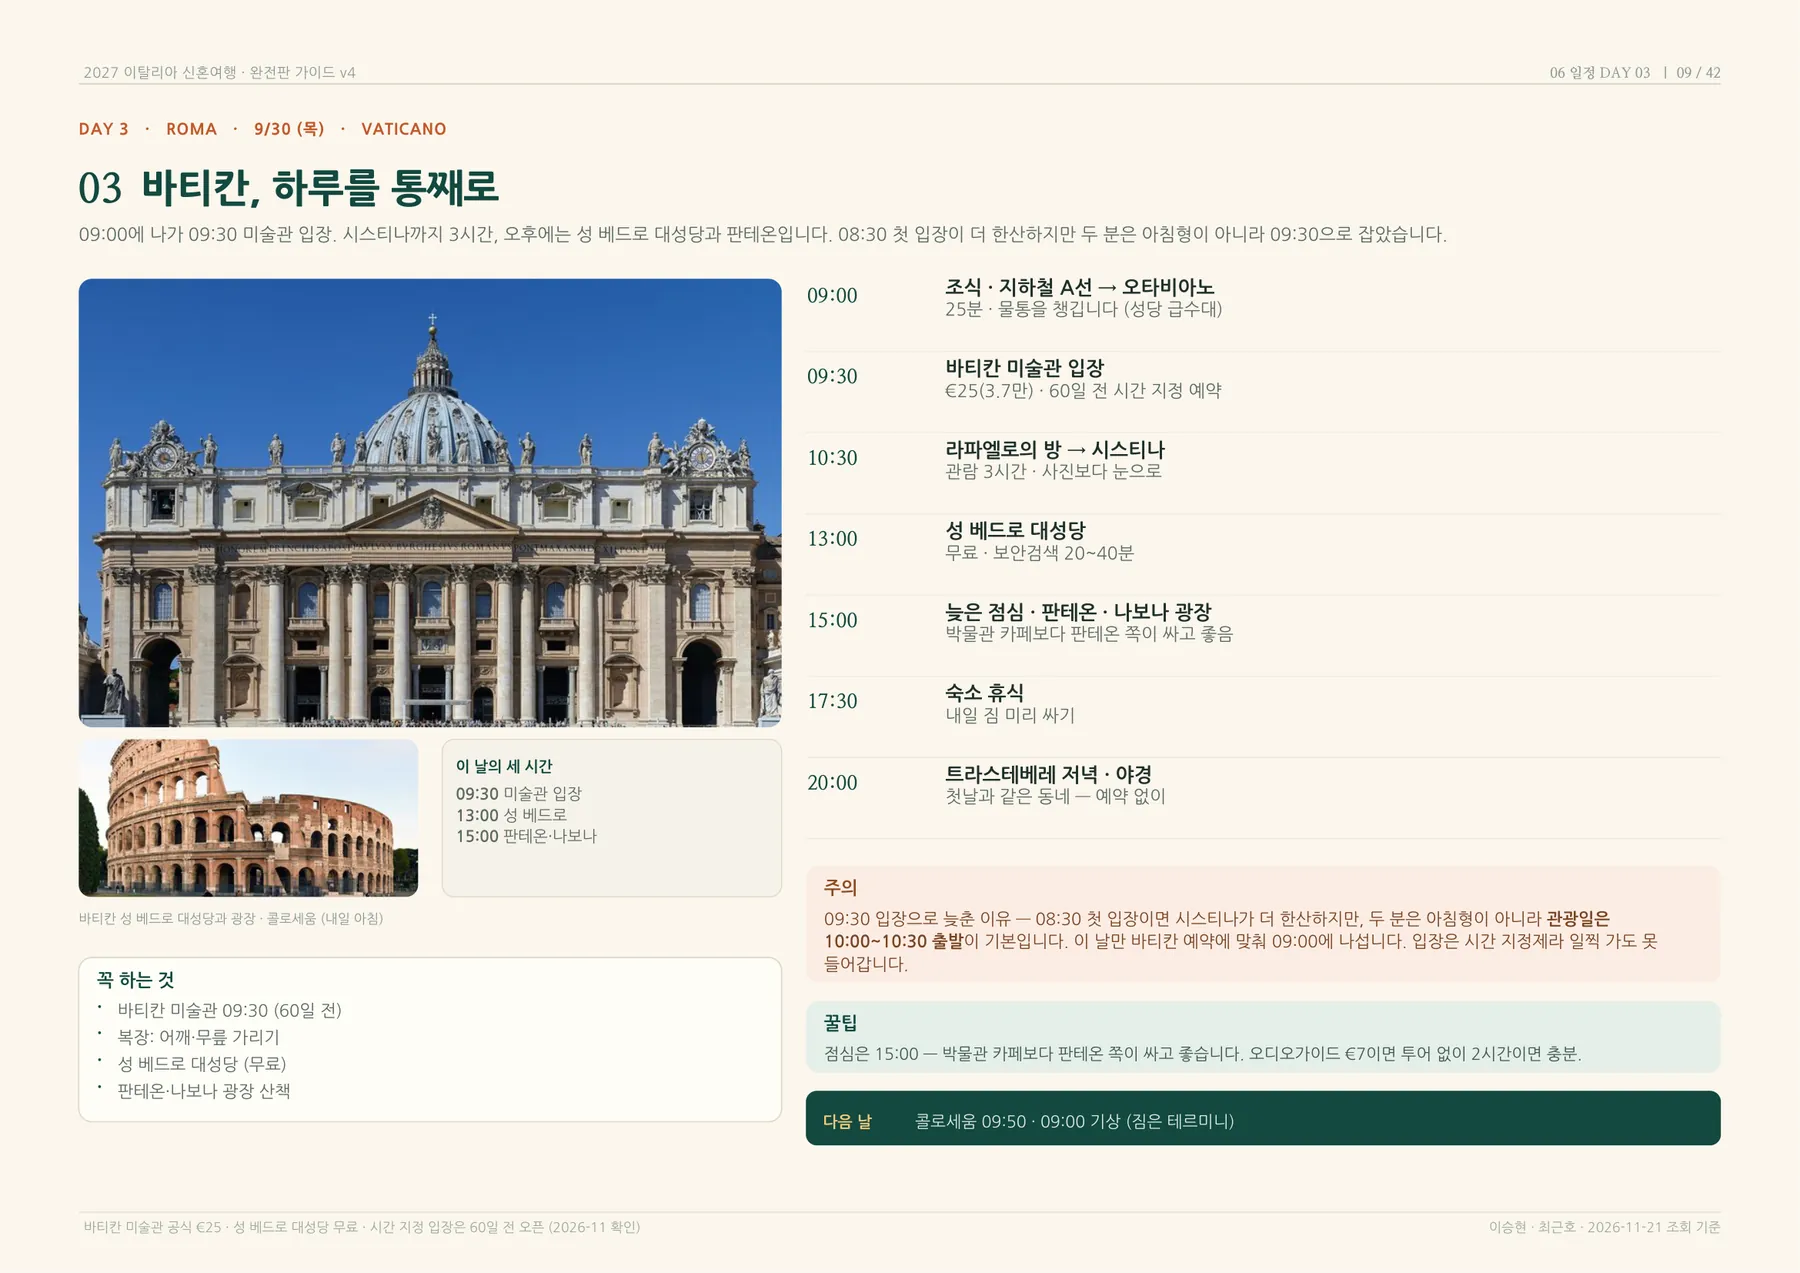 2027 이탈리아 신혼여행 · 완전판 가이드 v4
06 일정 DAY 03 | 09 / 42
DAY 3 · ROMA · 9/30 (목) · VATICANO
03 바티칸, 하루를 통째로
09:00에 나가 09:30 미술관 입장. 시스티나까지 3시간, 오후에는 성 베드로 대성당과 판테온입니다. 08:30 첫 입장이 더 한산하지만 두 분은 아침형이 아니라 09:30으로 잡았습니다.
이 날의 세 시간
09:30 미술관 입장
13:00 성 베드로
15:00 판테온·나보나
바티칸 성 베드로 대성당과 광장 · 콜로세움 (내일 아침)
꼭 하는 것
· 바티칸 미술관 09:30 (60일 전)
· 복장: 어깨·무릎 가리기
· 성 베드로 대성당 (무료)
· 판테온·나보나 광장 산책
09:00 조식 · 지하철 A선 → 오타비아노
25분 · 물통을 챙깁니다 (성당 급수대)
09:30 바티칸 미술관 입장
€25(3.7만) · 60일 전 시간 지정 예약
10:30 라파엘로의 방 → 시스티나
관람 3시간 · 사진보다 눈으로
13:00 성 베드로 대성당
무료 · 보안검색 20~40분
15:00 늦은 점심 · 판테온 · 나보나 광장
박물관 카페보다 판테온 쪽이 싸고 좋음
17:30 숙소 휴식
내일 짐 미리 싸기
20:00 트라스테베레 저녁 · 야경
첫날과 같은 동네 — 예약 없이
주의
09:30 입장으로 늦춘 이유 — 08:30 첫 입장이면 시스티나가 더 한산하지만, 두 분은 아침형이 아니라 관광일은
10:00~10:30 출발이 기본입니다. 이 날만 바티칸 예약에 맞춰 09:00에 나섭니다. 입장은 시간 지정제라 일찍 가도 못
들어갑니다.
꿀팁
점심은 15:00 — 박물관 카페보다 판테온 쪽이 싸고 좋습니다. 오디오가이드 €7이면 투어 없이 2시간이면 충분.
다음 날 콜로세움 09:50 · 09:00 기상 (짐은 테르미니)
바티칸 미술관 공식 €25 · 성 베드로 대성당 무료 · 시간 지정 입장은 60일 전 오픈 (2026-11 확인)
이승현 · 최근호 · 2026-11-21 조회 기준